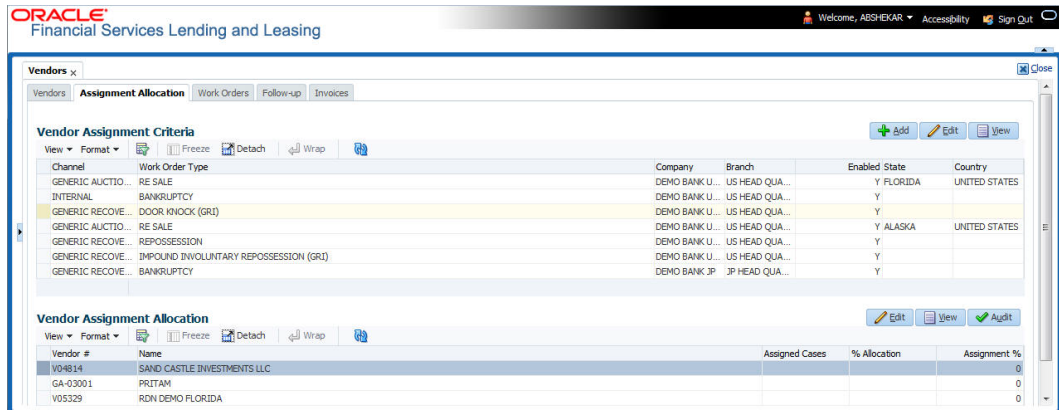 ORACLE
Financial Services Lending and Leasing
Welcome, ABSHEKAR Accessibility Sign Out
Vendors x
Close
Vendors Assignment Allocation Work Orders Follow-up Invoices
Vendor Assignment Criteria
Add Edit View
View Format Freeze Detach Wrap
Channel Work Order Type Company Branch Enabled State Country
GENERIC AUCTIO... RE SALE DEMO BANK U... US HEAD QUA... Y FLORIDA UNITED STATES
INTERNAL BANKRUPTCY DEMO BANK U... US HEAD QUA... Y
GENERIC RECOVE... DOOR KNOCK (GRI) DEMO BANK U... US HEAD QUA... Y
GENERIC AUCTIO... RE SALE DEMO BANK U... US HEAD QUA... Y ALASKA UNITED STATES
GENERIC RECOVE... REPOSSESSION DEMO BANK U... US HEAD QUA... Y
GENERIC RECOVE... IMPOUND INVOLUNTARY REPOSSESSION (GRI) DEMO BANK U... US HEAD QUA... Y
GENERIC RECOVE... BANKRUPTCY DEMO BANK JP JP HEAD QUA... Y
Vendor Assignment Allocation
Edit View Audit
View Format Freeze Detach Wrap
Vendor # Name Assigned Cases % Allocation Assignment %
V04814 SAND CASTLE INVESTMENTS LLC 0
GA-03001 PRITAM 0
V05329 RDN DEMO FLORIDA 0